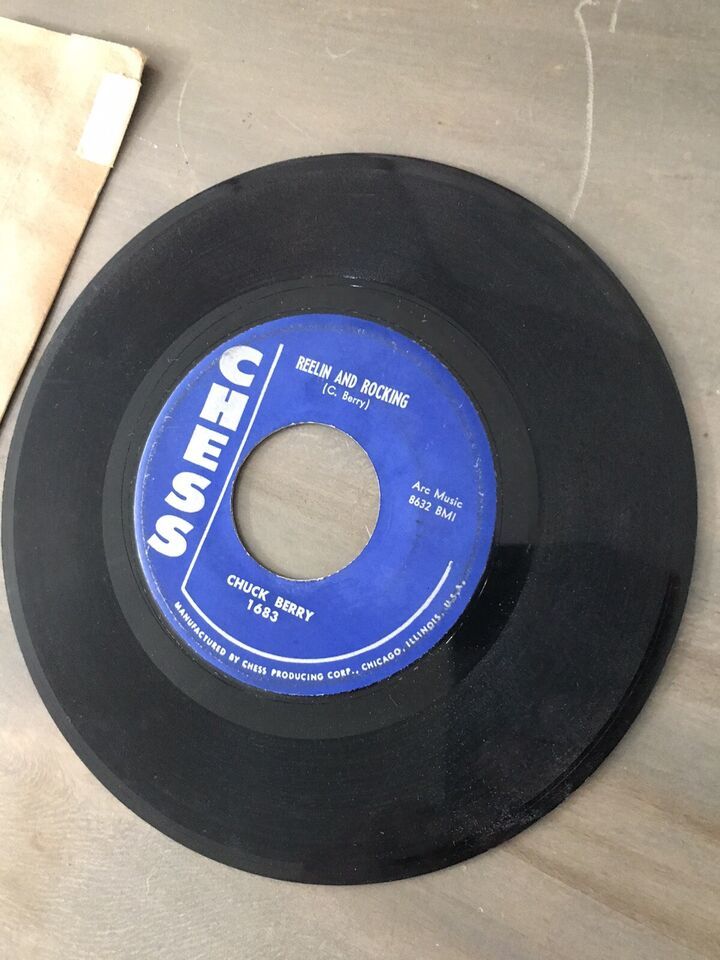 CHESS
REELIN AND ROCKING
(C. Berry)
Arc Music
8632 BMI
CHUCK BERRY
1683
MANUFACTURED BY CHESS PRODUCING CORP., CHICAGO, ILLINOIS, U.S.A.